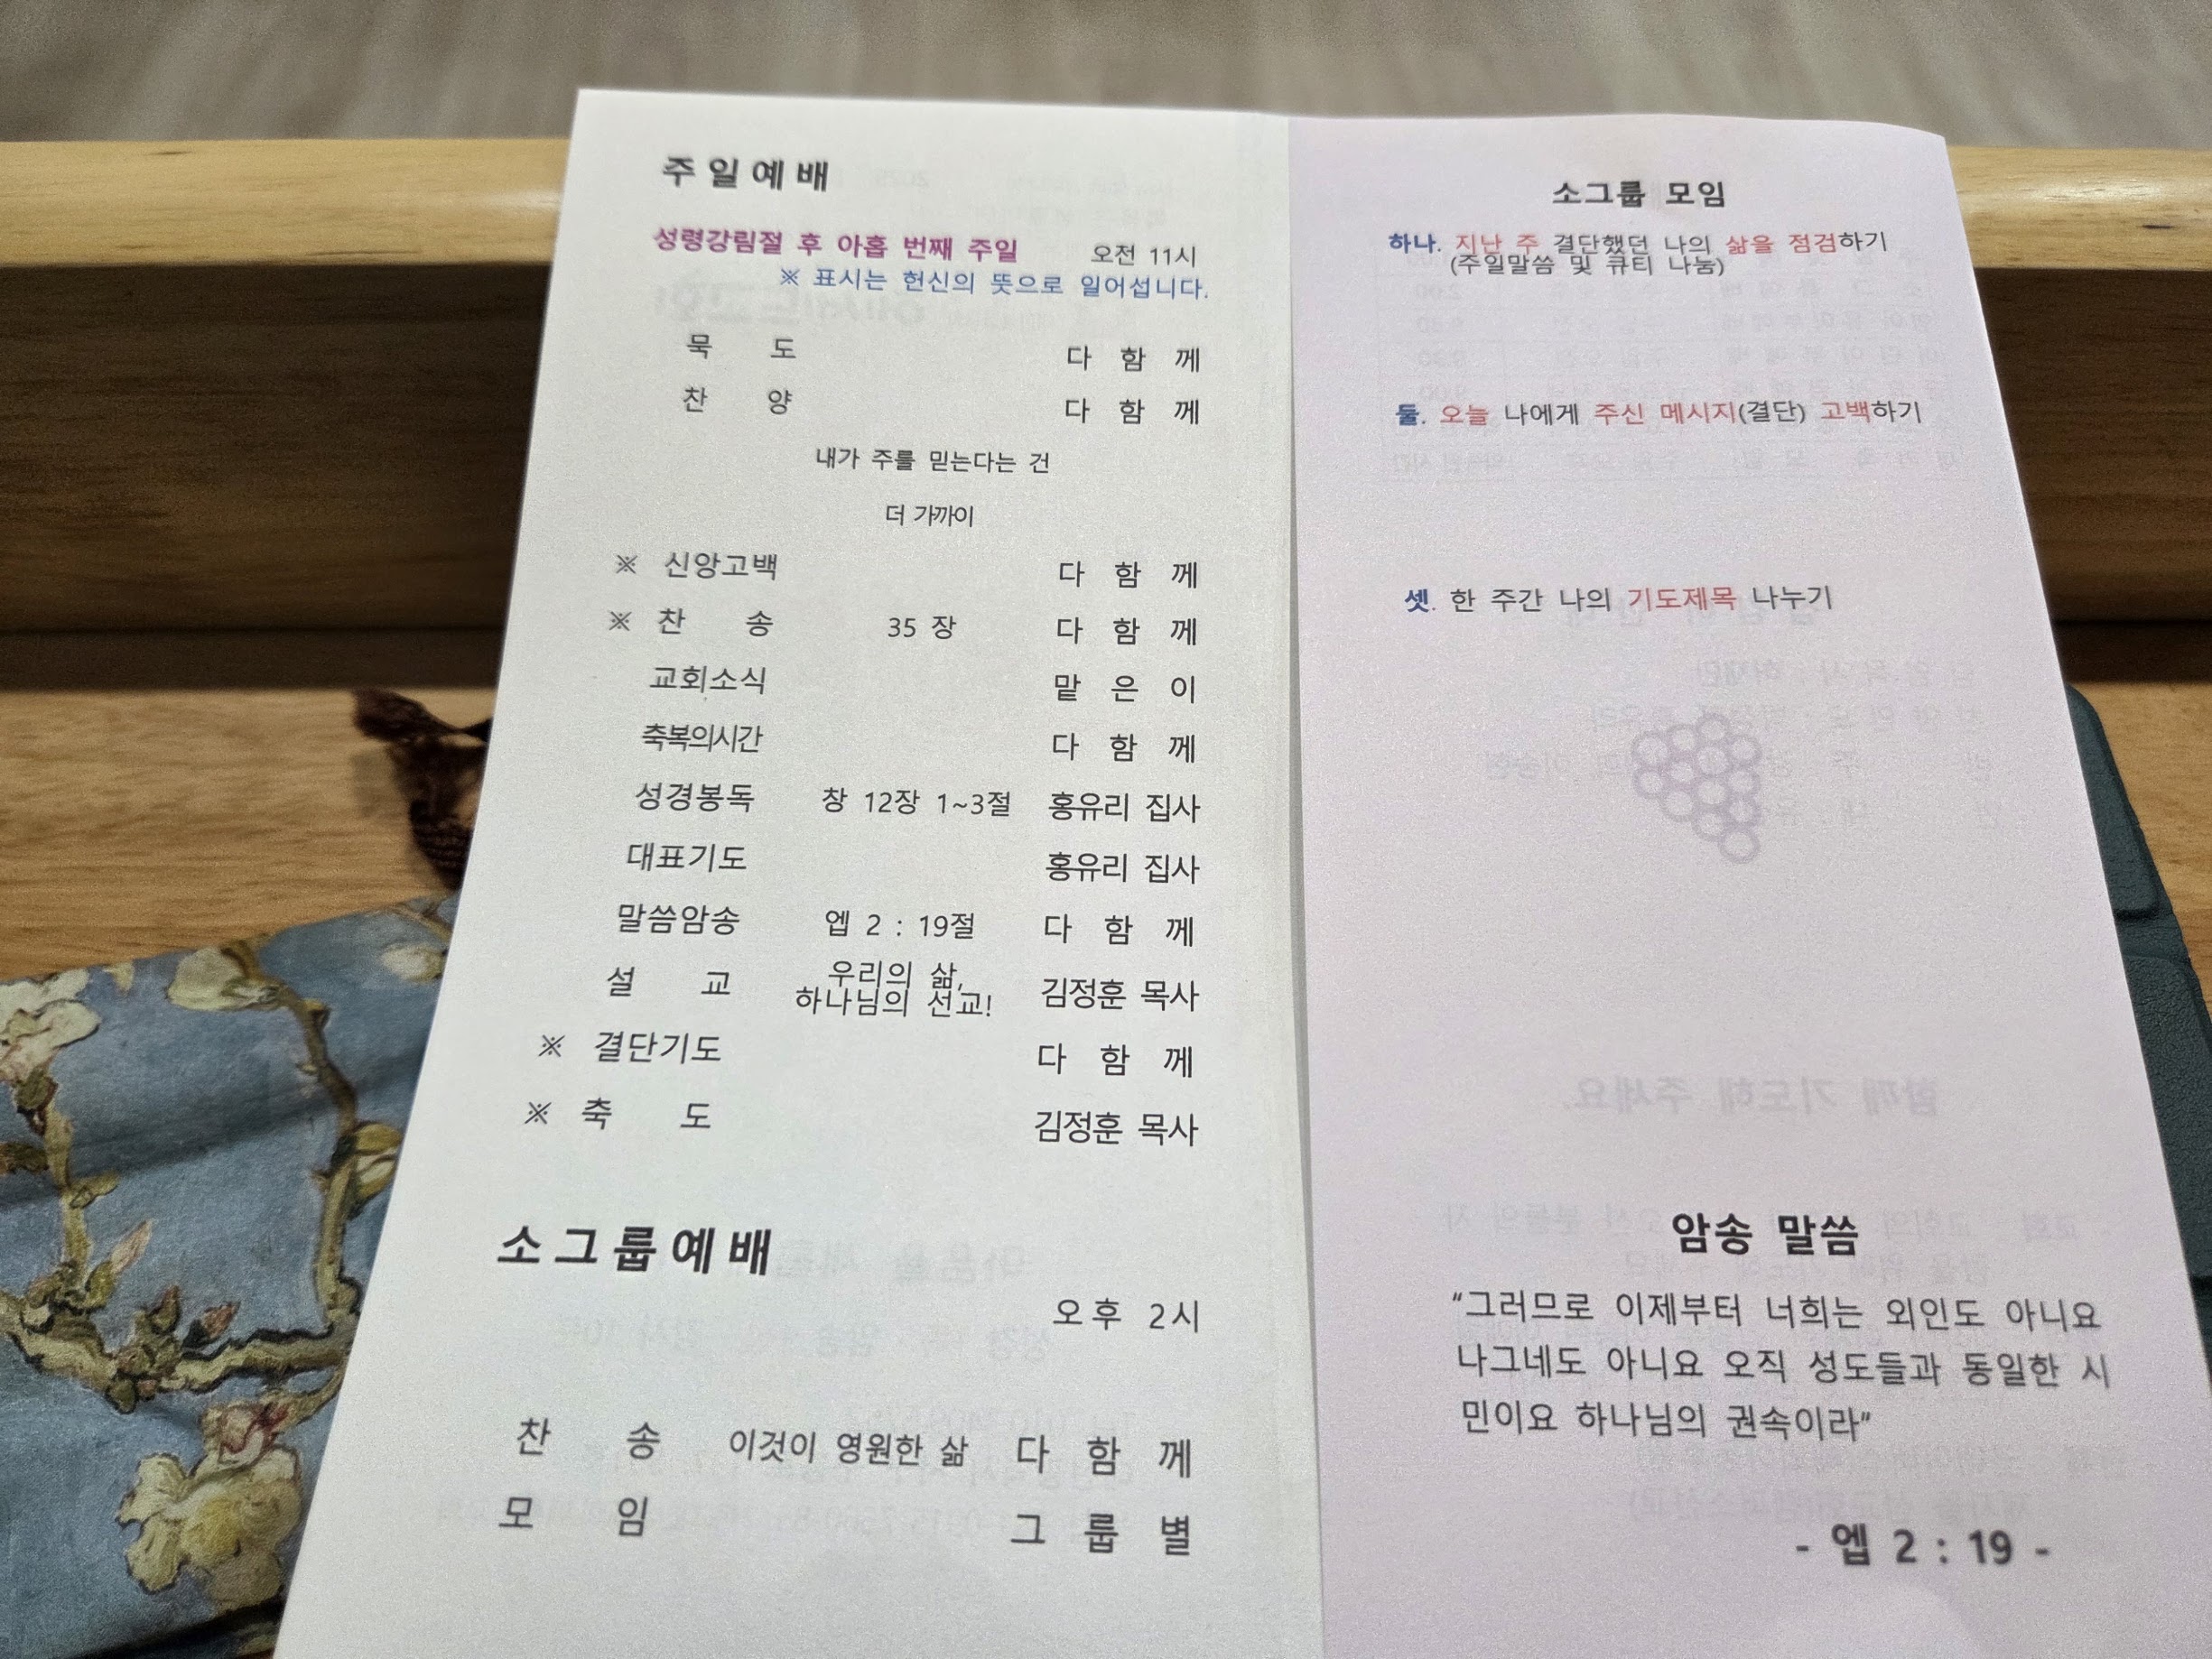 주일예배
성령강림절 후 아홉 번째 주일 오전 11시
※ 표시는 헌신의 뜻으로 일어섭니다.
묵 도 다 함 께
찬 양 다 함 께
내가 주를 믿는다는 건
더 가까이
※ 신앙고백 다 함 께
※ 찬 송 35 장 다 함 께
교회소식 맡 은 이
축복의시간 다 함 께
성경봉독 창 12장 1~3절 홍유리 집사
대표기도 홍유리 집사
말씀암송 엡 2 : 19절 다 함 께
설 교 우리의 삶, 하나님의 선교! 김정훈 목사
※ 결단기도 다 함 께
※ 축 도 김정훈 목사
소그룹예배
오후 2시
찬 송 이것이 영원한 삶 다 함 께
모 임 그 룹 별
소그룹 모임
하나. 지난 주 결단했던 나의 삶을 점검하기
(주일말씀 및 큐티 나눔)
둘. 오늘 나에게 주신 메시지(결단) 고백하기
셋. 한 주간 나의 기도제목 나누기
암송 말씀
"그러므로 이제부터 너희는 외인도 아니요
나그네도 아니요 오직 성도들과 동일한 시
민이요 하나님의 권속이라"
- 엡 2 : 19 -